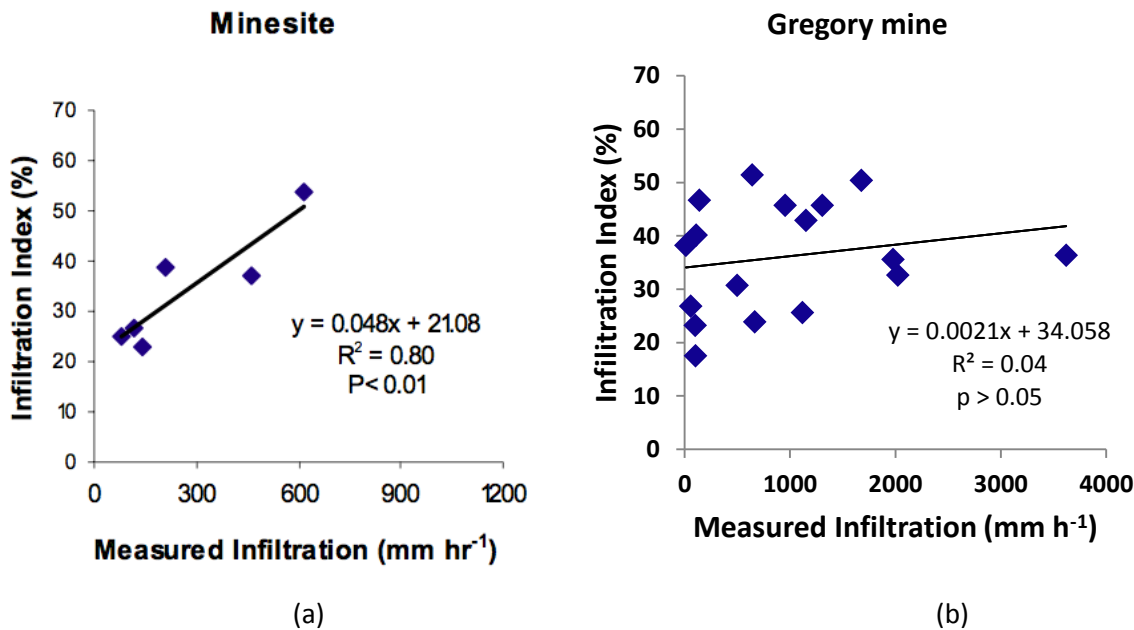 Minesite
70
60
50
40
30
20
10
0
Infiltration Index (%)
y = 0.048x + 21.08
R² = 0.80
P< 0.01
0 300 600 900 1200
Measured Infiltration (mm hr⁻¹)
(a)
Gregory mine
70
60
50
40
30
20
10
0
Infilitration Index (%)
y = 0.0021x + 34.058
R² = 0.04
p > 0.05
0 1000 2000 3000 4000
Measured Infiltration (mm h⁻¹)
(b)